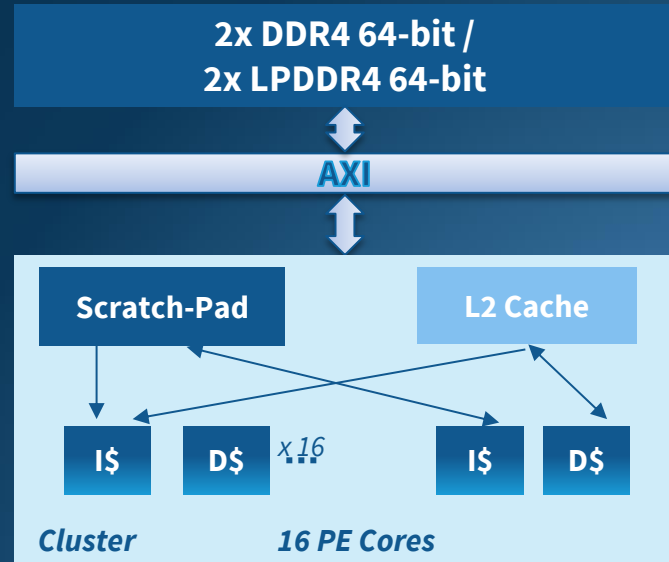 2x DDR4 64-bit /
2x LPDDR4 64-bit
AXI
Scratch-Pad
L2 Cache
I$
D$
x 16
I$
D$
Cluster
16 PE Cores